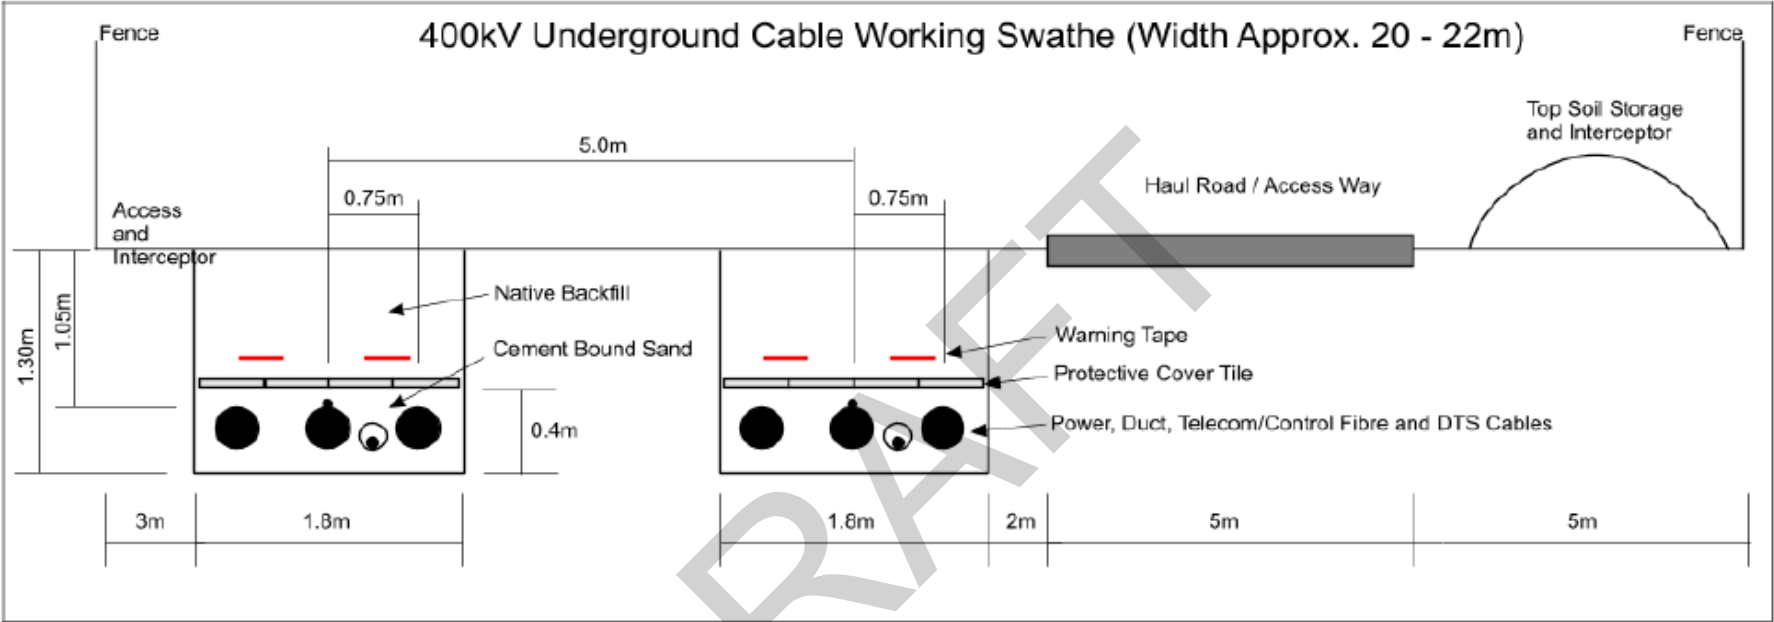 Fence
400kV Underground Cable Working Swathe (Width Approx. 20 - 22m)
Fence
Top Soil Storage
and Interceptor
5.0m
Haul Road / Access Way
0.75m
0.75m
Access
and
Interceptor
Native Backfill
1.05m
1.30m
Warning Tape
Cement Bound Sand
Protective Cover Tile
Power, Duct, Telecom/Control Fibre and DTS Cables
0.4m
3m
1.8m
1.8m
2m
5m
5m
RAFT